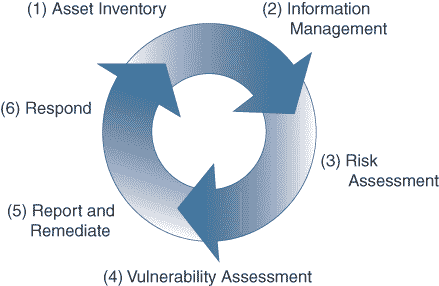 (1) Asset Inventory
(2) Information
Management
(3) Risk
Assessment
(4) Vulnerability Assessment
(5) Report and
Remediate
(6) Respond